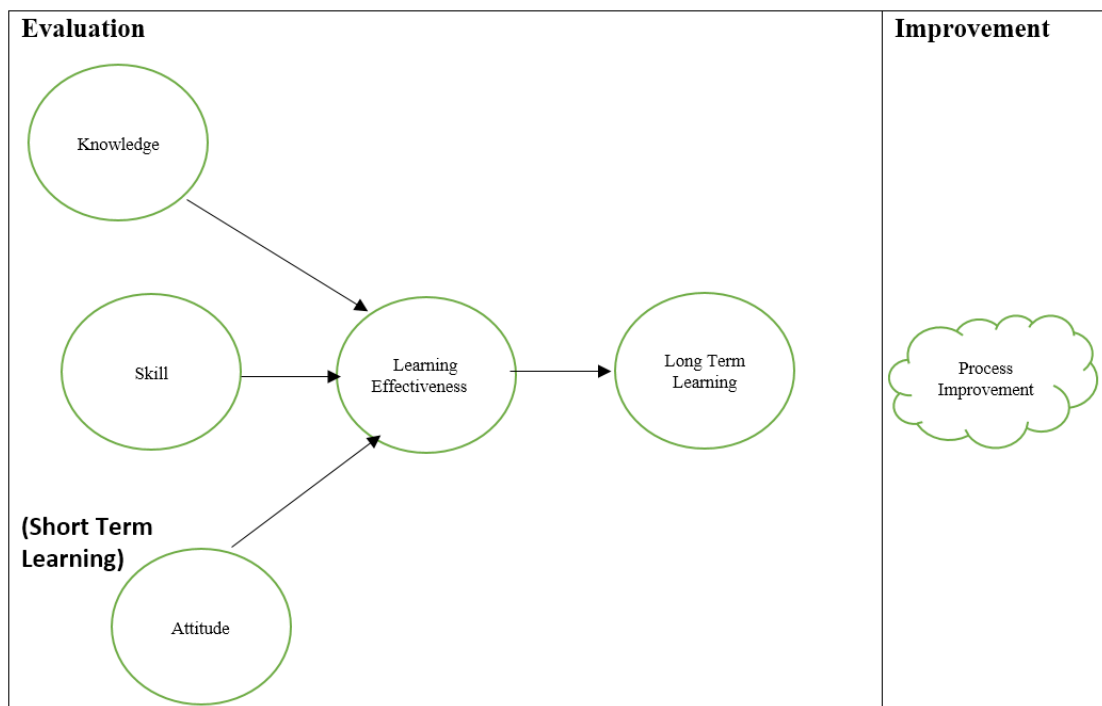 Evaluation
Improvement
Knowledge
Skill
Learning
Effectiveness
Long Term
Learning
Process
Improvement
(Short Term
Learning)
Attitude